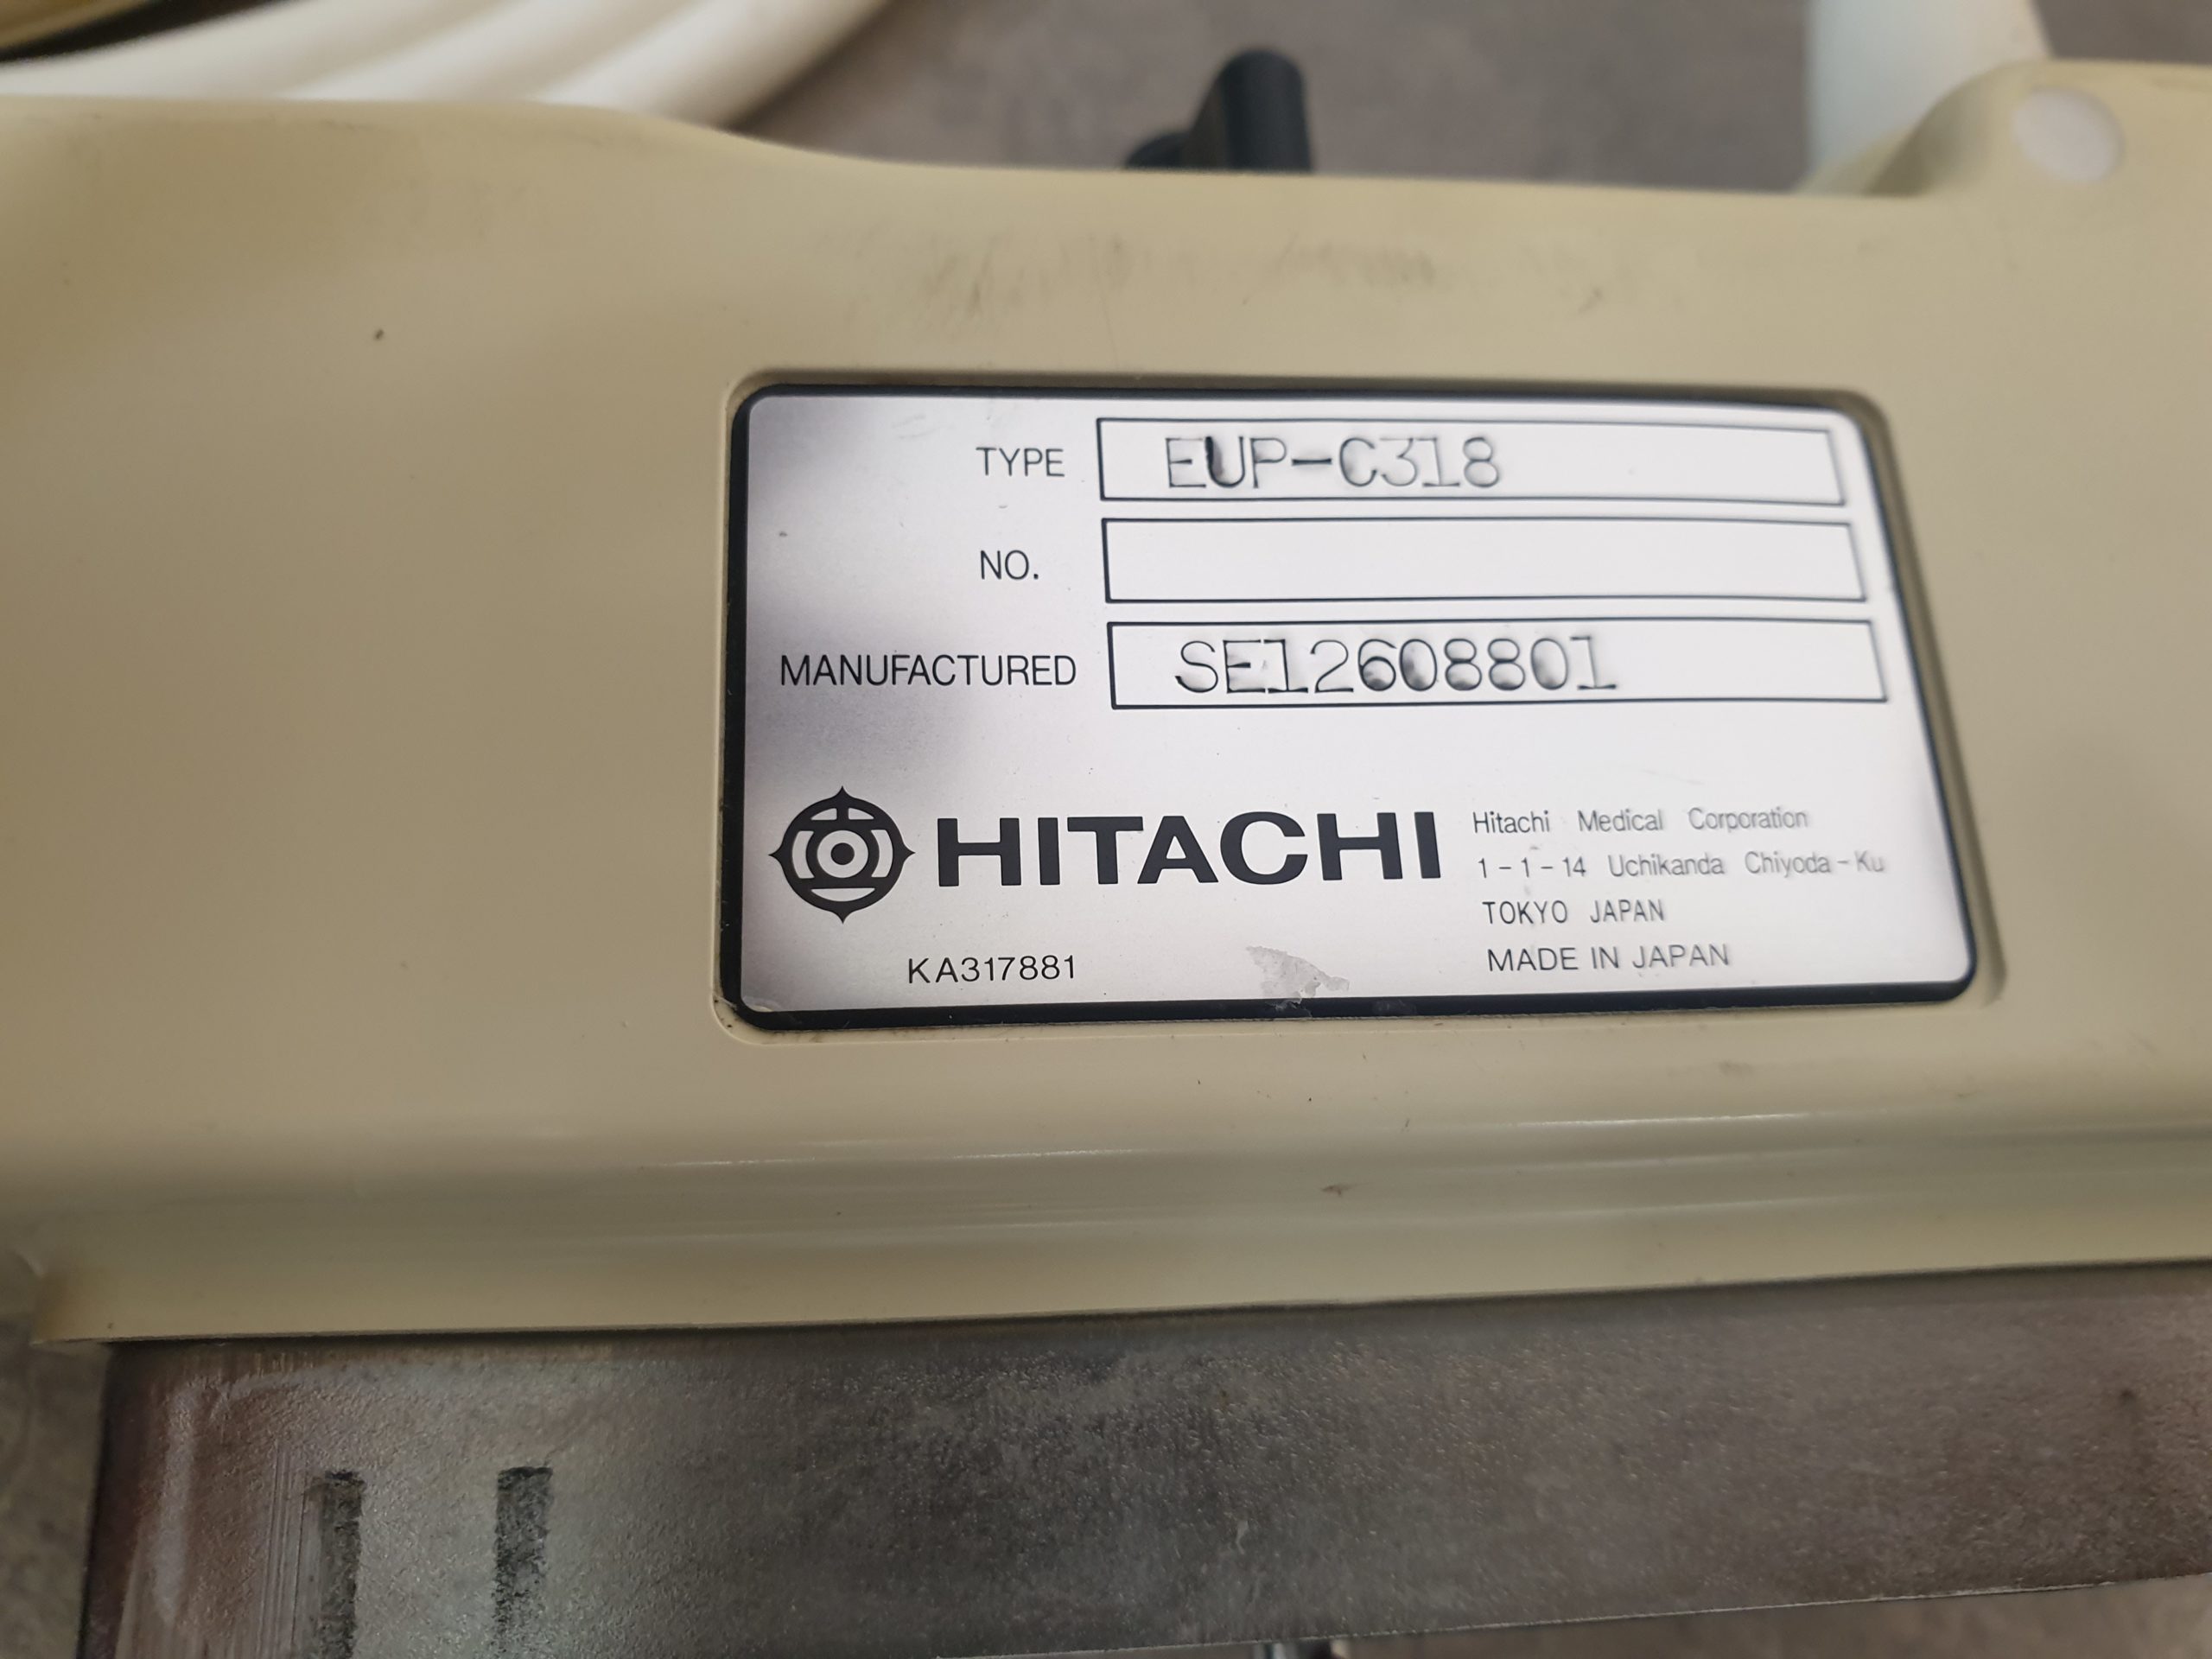 TYPE EUP-C318
NO.
MANUFACTURED SE12608801
HITACHI
Hitachi Medical Corporation
1-1-14 Uchikanda Chiyoda-Ku
TOKYO JAPAN
MADE IN JAPAN
KA317881